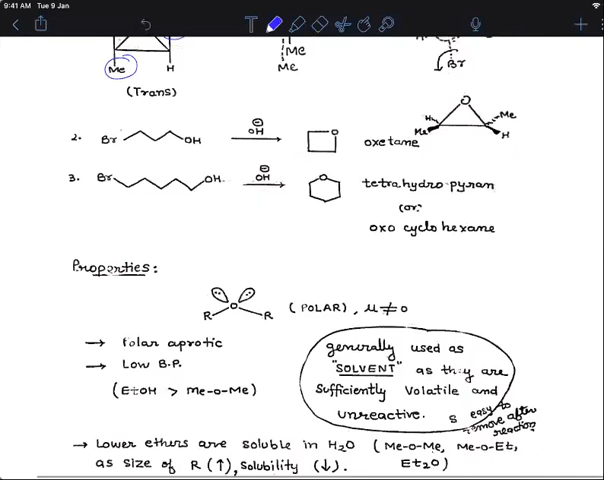 9:41 AM Tue 9 Jan
Me H Me Me Br
(Trans)
2. Br OH OH O oxetane
O H Me Me H
3. Br OH OH O tetrahydropyran
(or)
oxo cyclohexane
Properties:
R O R (POLAR), μ≠0
→ Polar aprotic
→ Low B.P.
(EtOH > Me-O-Me)
generally used as
"SOLVENT" as they are
Sufficiently Volatile and
unreactive. & easy to
remove after
reaction
→ Lower ethers are soluble in H2O (Me-O-Me, Me-O-Et,
as size of R (↑), Solubility (↓). Et2O)